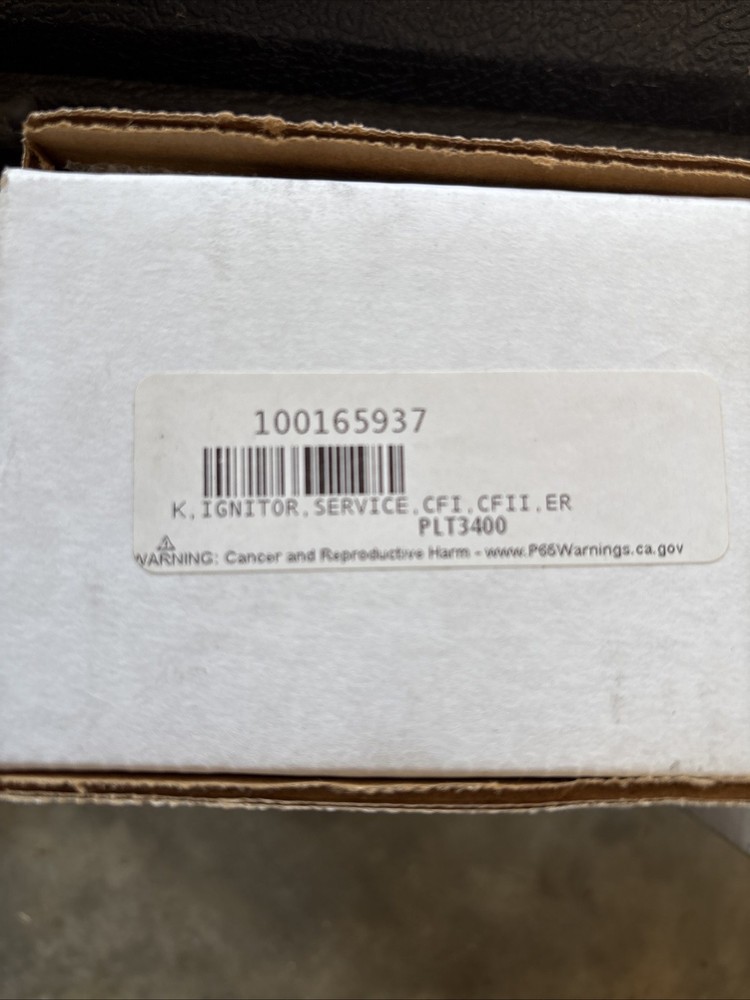 100165937
K.IGNITOR.SERVICE.CFI.CFII.ER
PLT3400
WARNING: Cancer and Reproductive Harm - www.P65Warnings.ca.gov